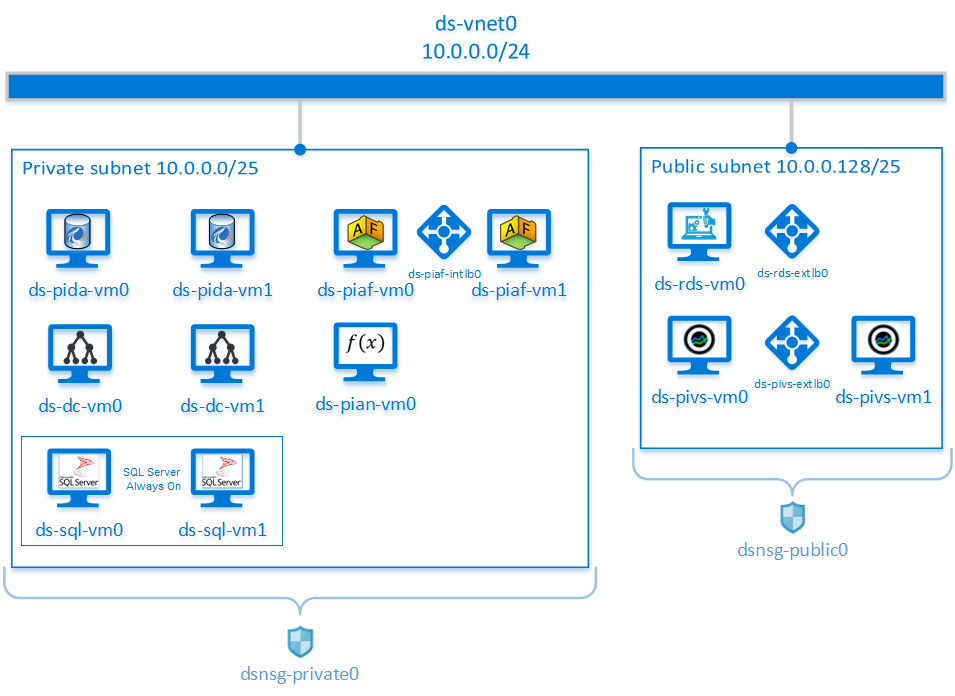 ds-vnet0
10.0.0.0/24
Private subnet 10.0.0.0/25
A F
A F
ds-piaf-intlb0
ds-pida-vm0
ds-pida-vm1
ds-piaf-vm0
ds-piaf-vm1
f(x)
ds-dc-vm0
ds-dc-vm1
ds-pian-vm0
SQL Server
SQL Server
Always On
SQL Server
ds-sql-vm0
ds-sql-vm1
dsnsg-private0
Public subnet 10.0.0.128/25
ds-rds-vm0
ds-rds-extlb0
ds-pivs-vm0
ds-pivs-extlb0
ds-pivs-vm1
dsnsg-public0